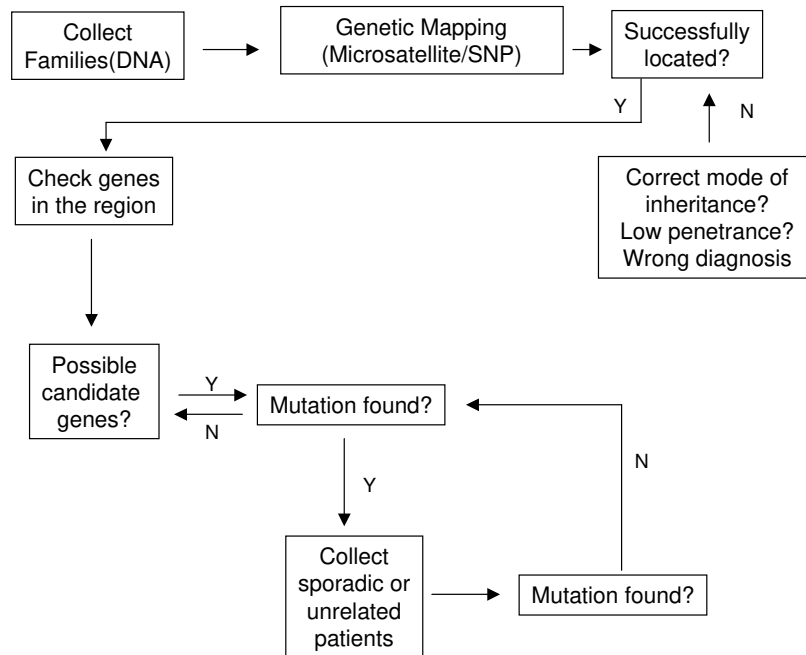 Collect
Families(DNA)
Genetic Mapping
(Microsatellite/SNP)
Successfully
located?
Y
N
Check genes
in the region
Correct mode of
inheritance?
Low penetrance?
Wrong diagnosis
Possible
candidate
genes?
Y
N
Mutation found?
N
Y
Collect
sporadic or
unrelated
patients
Mutation found?